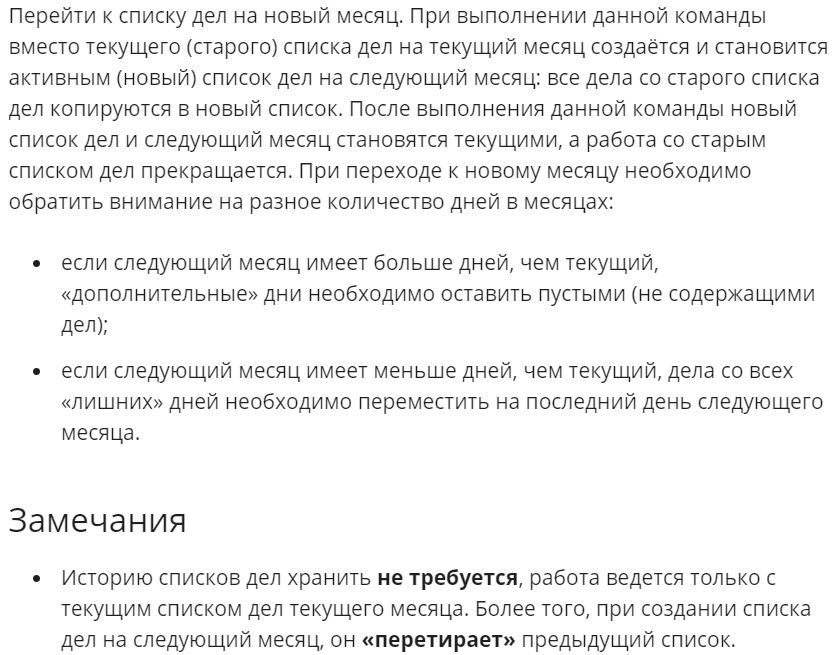 Перейти к списку дел на новый месяц. При выполнении данной команды
вместо текущего (старого) списка дел на текущий месяц создаётся и становится
активным (новый) список дел на следующий месяц: все дела со старого списка
дел копируются в новый список. После выполнения данной команды новый
список дел и следующий месяц становятся текущими, а работа со старым
списком дел прекращается. При переходе к новому месяцу необходимо
обратить внимание на разное количество дней в месяцах:
• если следующий месяц имеет больше дней, чем текущий,
«дополнительные» дни необходимо оставить пустыми (не содержащими
дел);
• если следующий месяц имеет меньше дней, чем текущий, дела со всех
«лишних» дней необходимо переместить на последний день следующего
месяца.
Замечания
• Историю списков дел хранить не требуется, работа ведется только с
текущим списком дел текущего месяца. Более того, при создании списка
дел на следующий месяц, он «перетирает» предыдущий список.